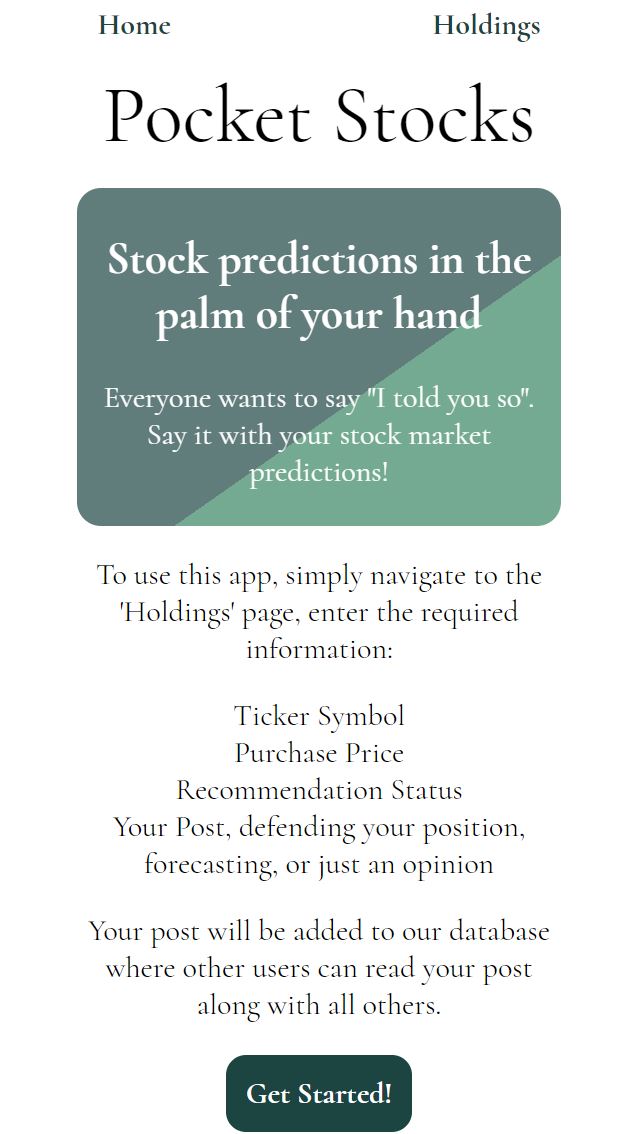 Home Holdings
Pocket Stocks
Stock predictions in the
palm of your hand
Everyone wants to say "I told you so".
Say it with your stock market
predictions!
To use this app, simply navigate to the
'Holdings' page, enter the required
information:
Ticker Symbol
Purchase Price
Recommendation Status
Your Post, defending your position,
forecasting, or just an opinion
Your post will be added to our database
where other users can read your post
along with all others.
Get Started!